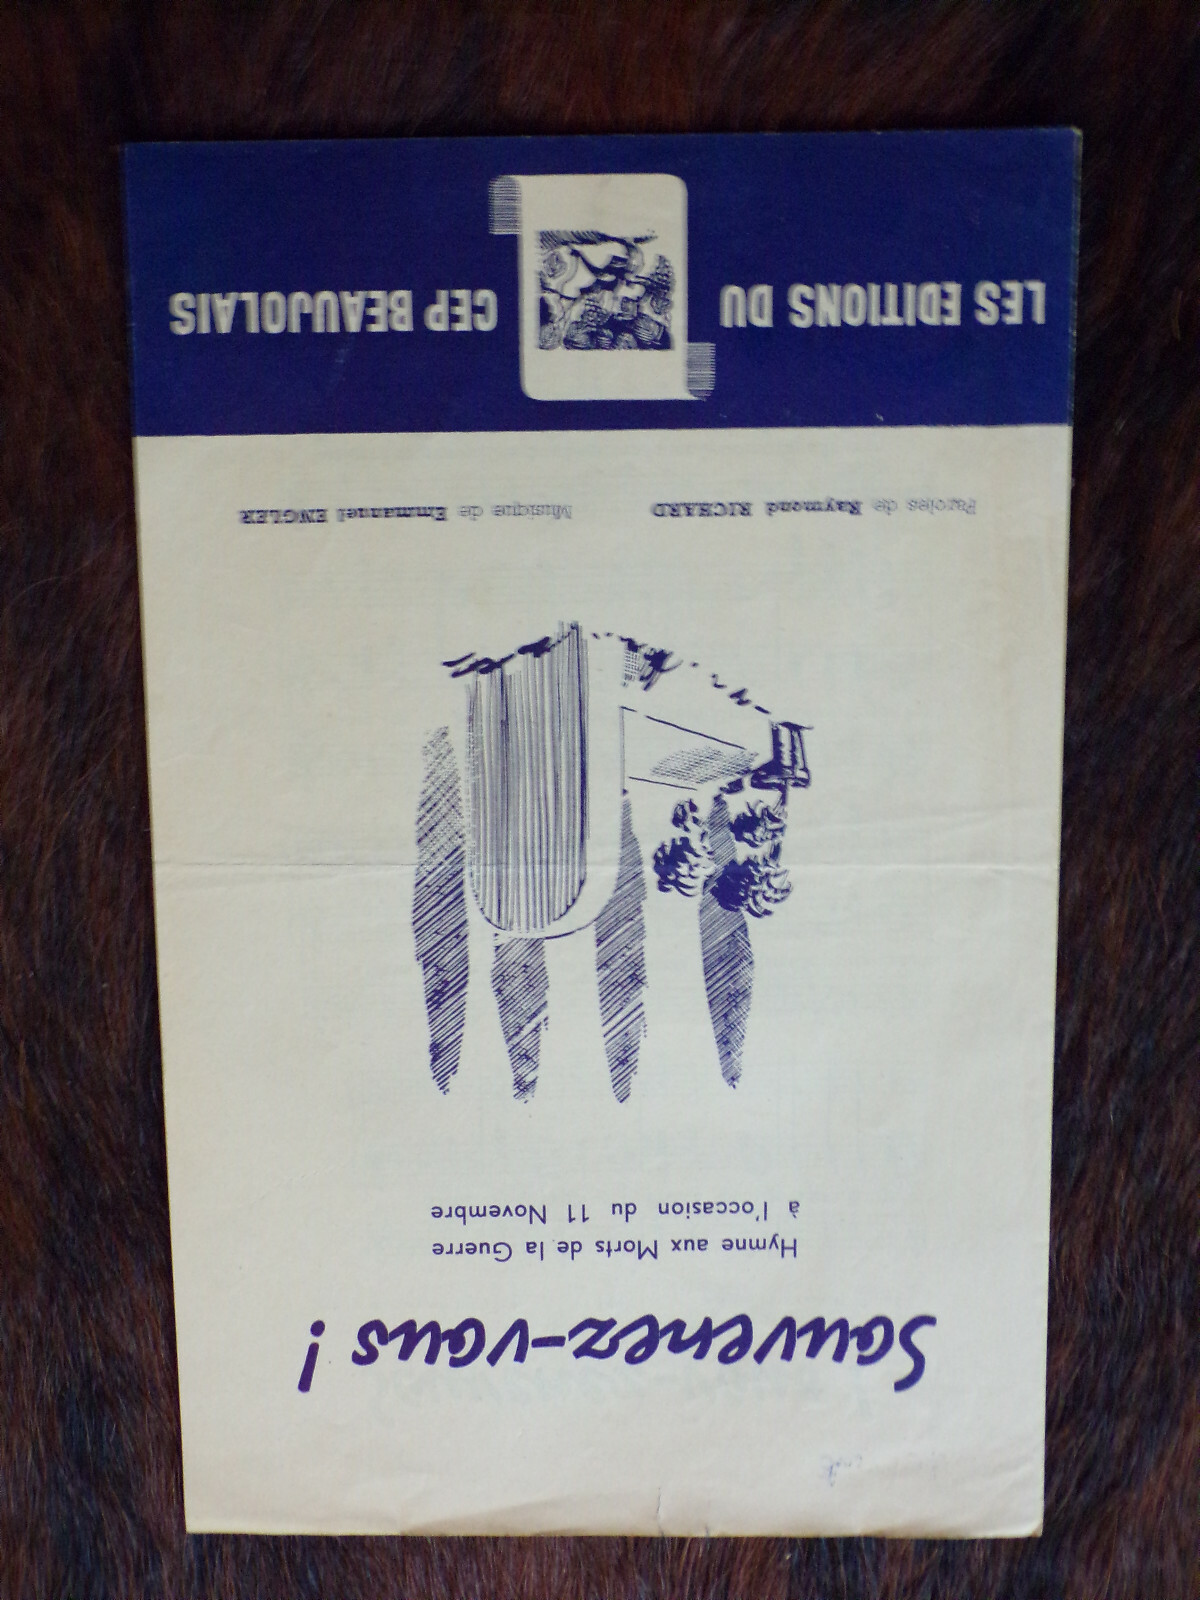 Souvenez-vous !
Hymne aux Morts de la Guerre
à l'occasion du 11 Novembre
Paroles de Raymond RICHARD Musique de Emmanuel ENGLER
LES EDITIONS DU CEP BEAUJOLAIS